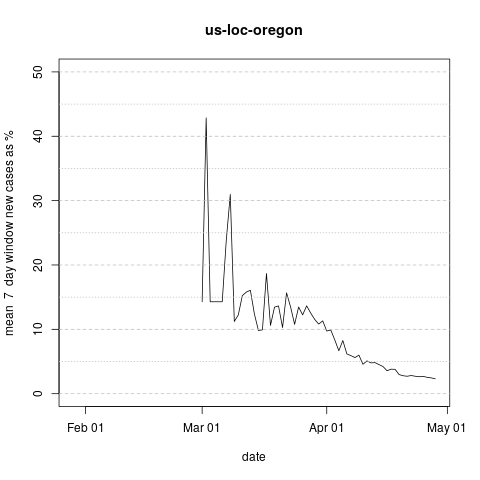 us-loc-oregon
mean  7  day window new cases as %
50
40
30
20
10
0
Feb 01
Mar 01
Apr 01
May 01
date